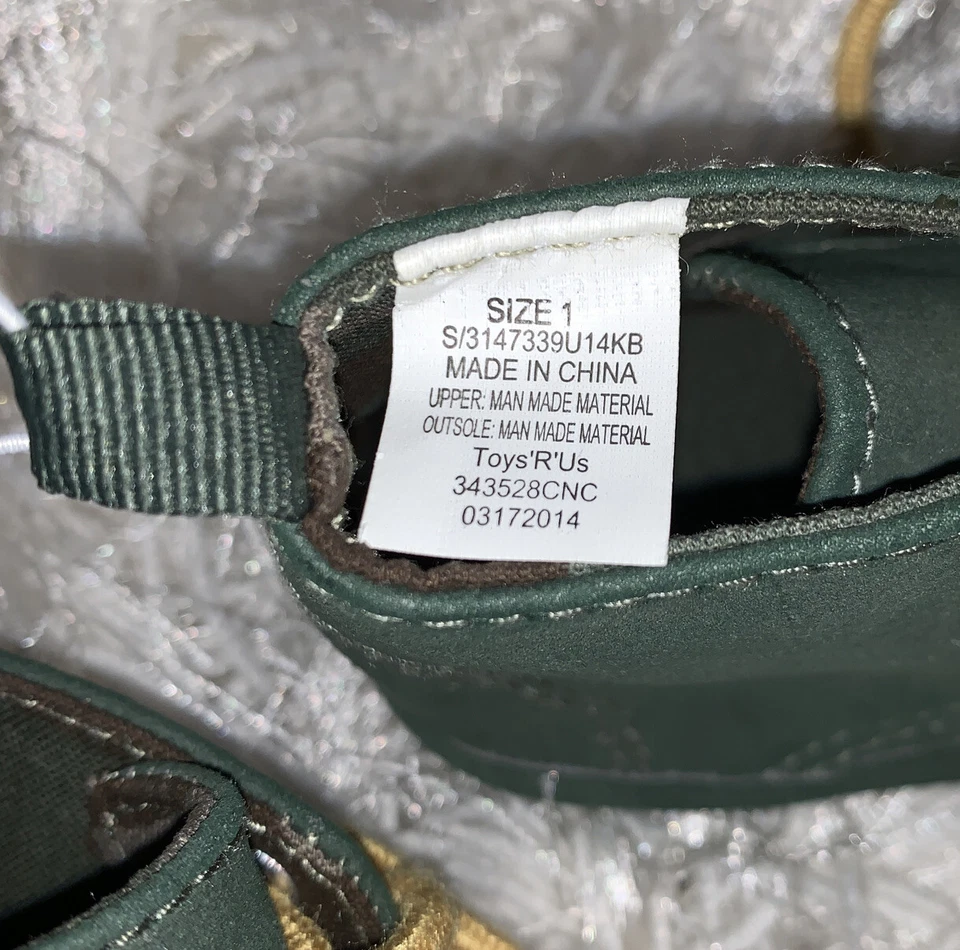 SIZE 1
S/3147339U14KB
MADE IN CHINA
UPPER: MAN MADE MATERIAL
OUTSOLE: MAN MADE MATERIAL
Toys'R'Us
343528CNC
03172014